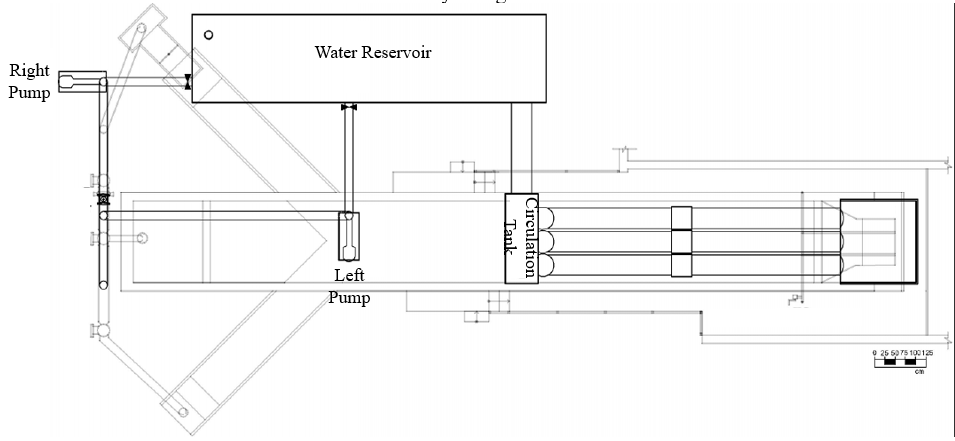 Water Reservoir
Right
Pump
Circulation
Tank
Left
Pump
0 25 50 75 100 125
cm